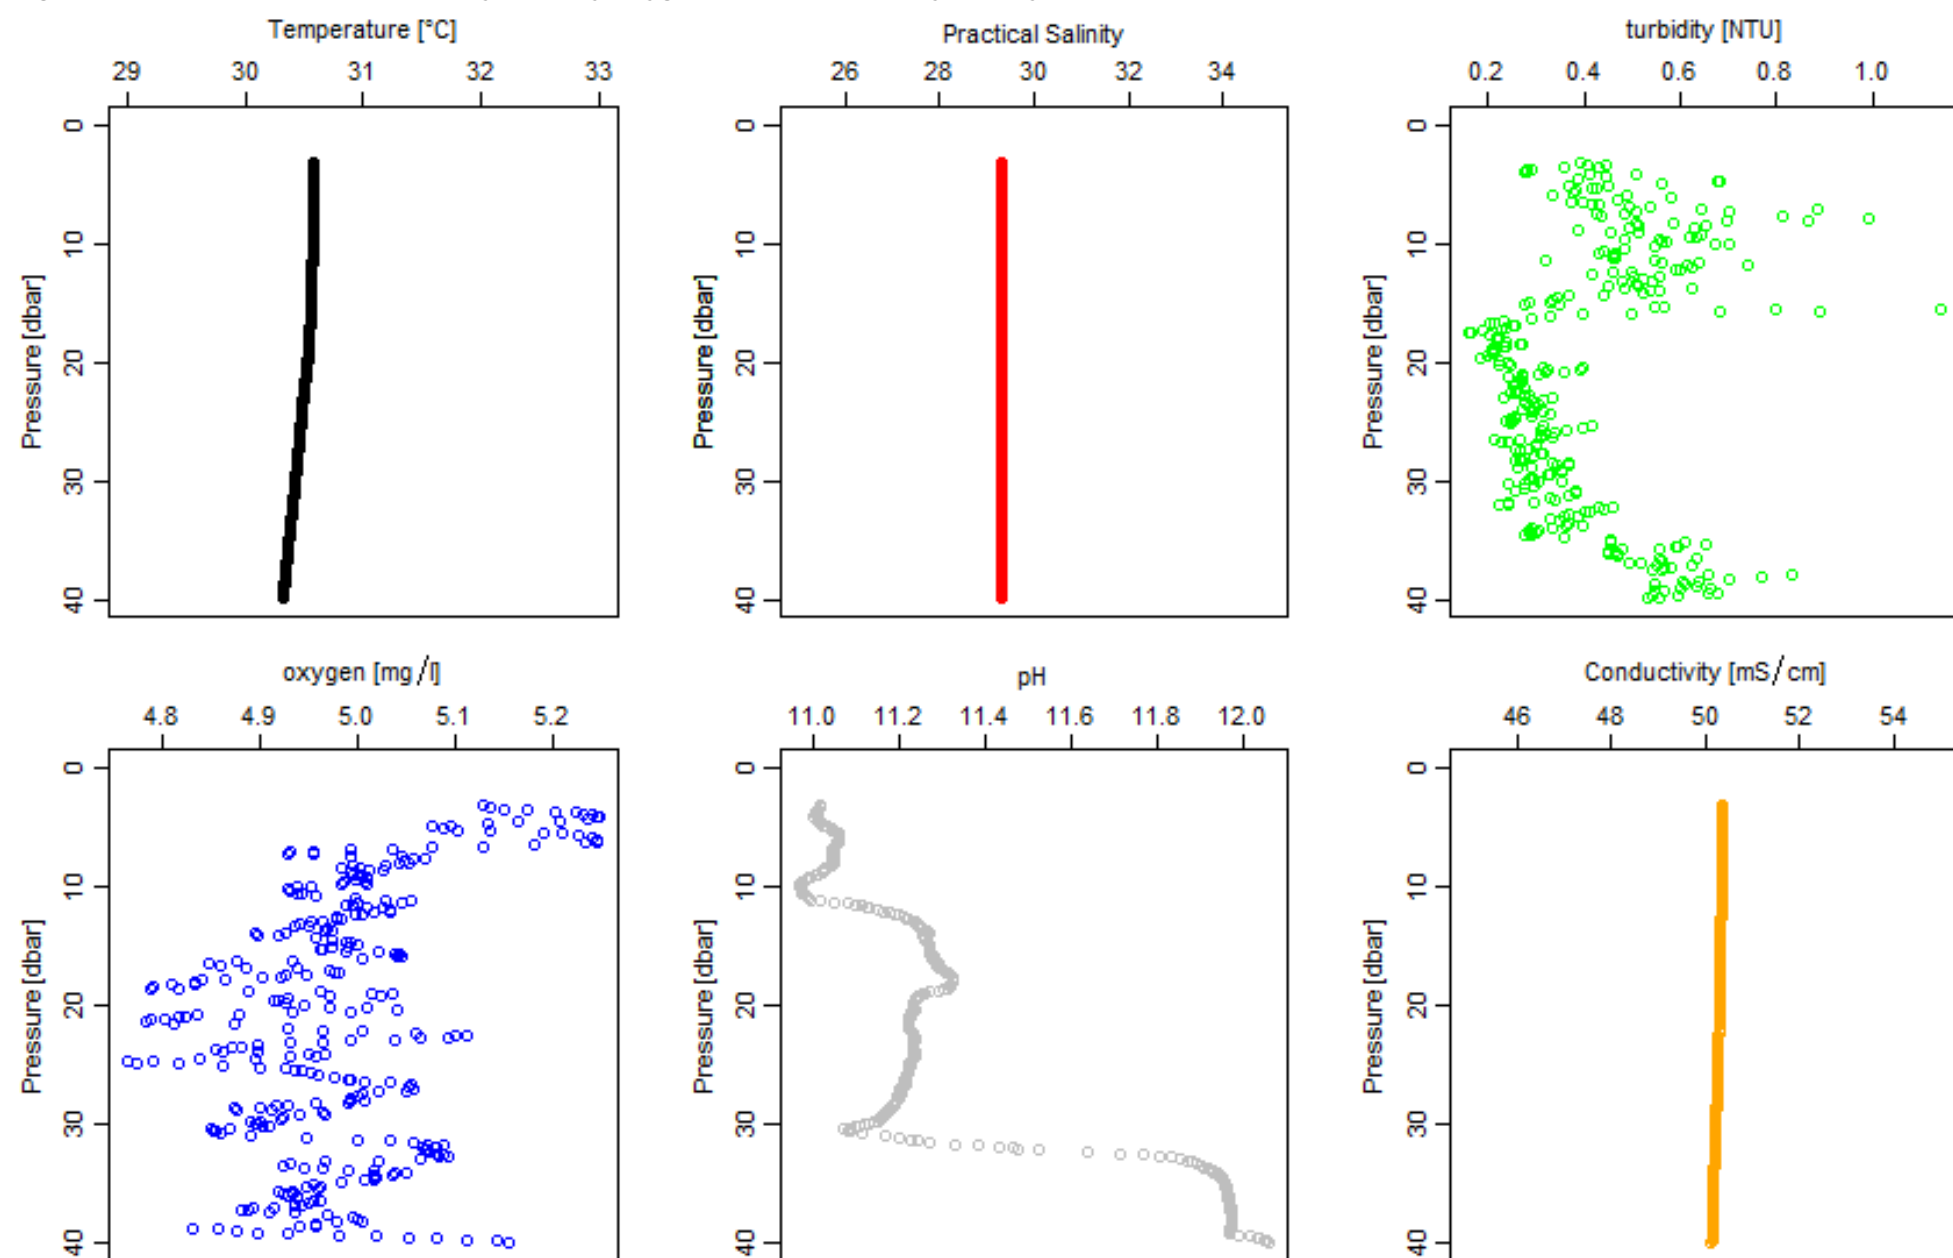 Temperature [°C]
29 30 31 32 33
Pressure [dbar]
0 10 20 30 40
Practical Salinity
26 28 30 32 34
Pressure [dbar]
0 10 20 30 40
turbidity [NTU]
0.2 0.4 0.6 0.8 1.0
Pressure [dbar]
0 10 20 30 40
oxygen [mg/l]
4.8 4.9 5.0 5.1 5.2
Pressure [dbar]
0 10 20 30 40
pH
11.0 11.2 11.4 11.6 11.8 12.0
Pressure [dbar]
0 10 20 30 40
Conductivity [mS/cm]
46 48 50 52 54
Pressure [dbar]
0 10 20 30 40